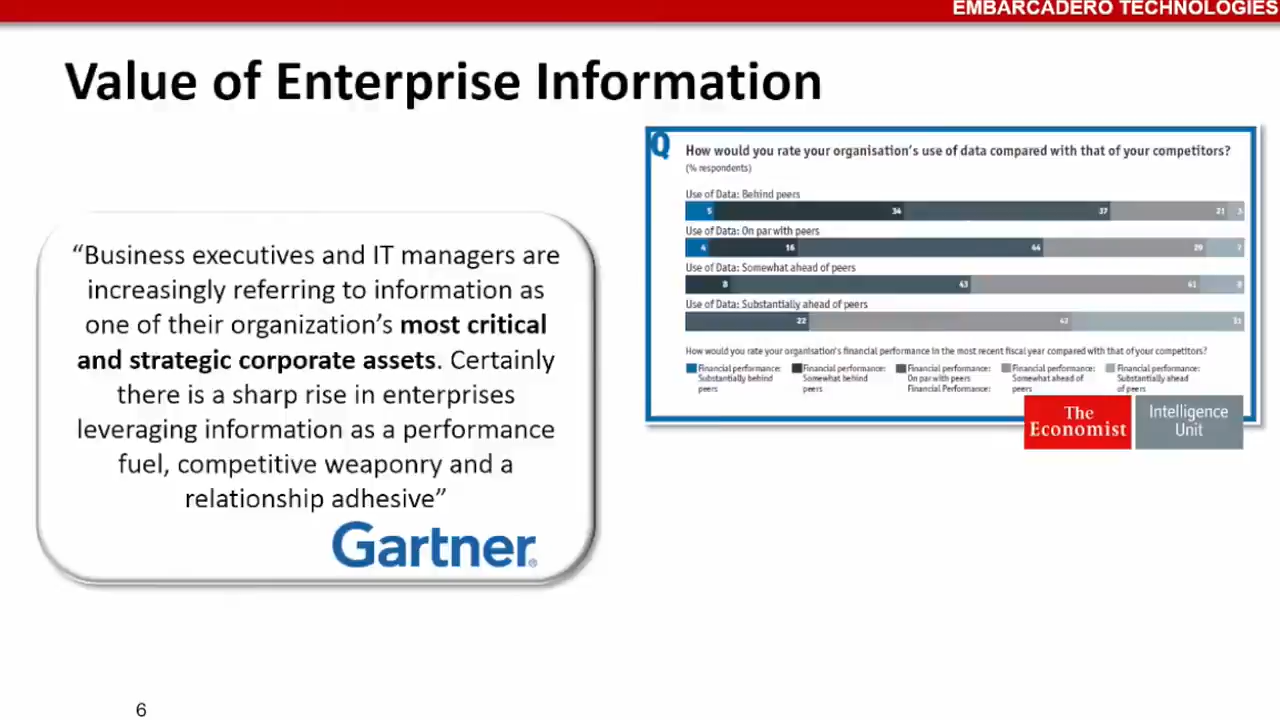 EMBARCADERO TECHNOLOGIES
Value of Enterprise Information
“Business executives and IT managers are
increasingly referring to information as
one of their organization’s most critical
and strategic corporate assets. Certainly
there is a sharp rise in enterprises
leveraging information as a performance
fuel, competitive weaponry and a
relationship adhesive”
Gartner®
Q
How would you rate your organisation’s use of data compared with that of your competitors?
(% respondents)
Use of Data: Behind peers
5 34 37 21 3
Use of Data: On par with peers
4 16 44 29 7
Use of Data: Somewhat ahead of peers
8 43 41 8
Use of Data: Substantially ahead of peers
22
How would you rate your organisation’s financial performance in the most recent fiscal year compared with that of your competitors?
Financial performance:
Substantially behind
peers
Financial performance:
Somewhat behind
peers
Financial performance:
On par with peers
Financial Performance:
Financial performance:
Somewhat ahead of
peers
Financial performance:
Substantially ahead
of peers
The
Economist
Intelligence
Unit
6